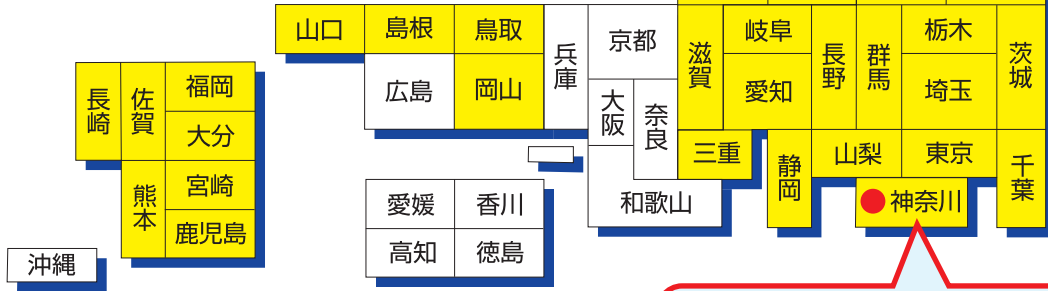 山口
島根
鳥取
兵庫
京都
滋賀
岐阜
長野
群馬
栃木
茨城
広島
岡山
愛知
埼玉
大阪
奈良
長崎
佐賀
福岡
大分
三重
静岡
山梨
東京
千葉
熊本
宮崎
鹿児島
愛媛
香川
和歌山
神奈川
高知
徳島
沖縄